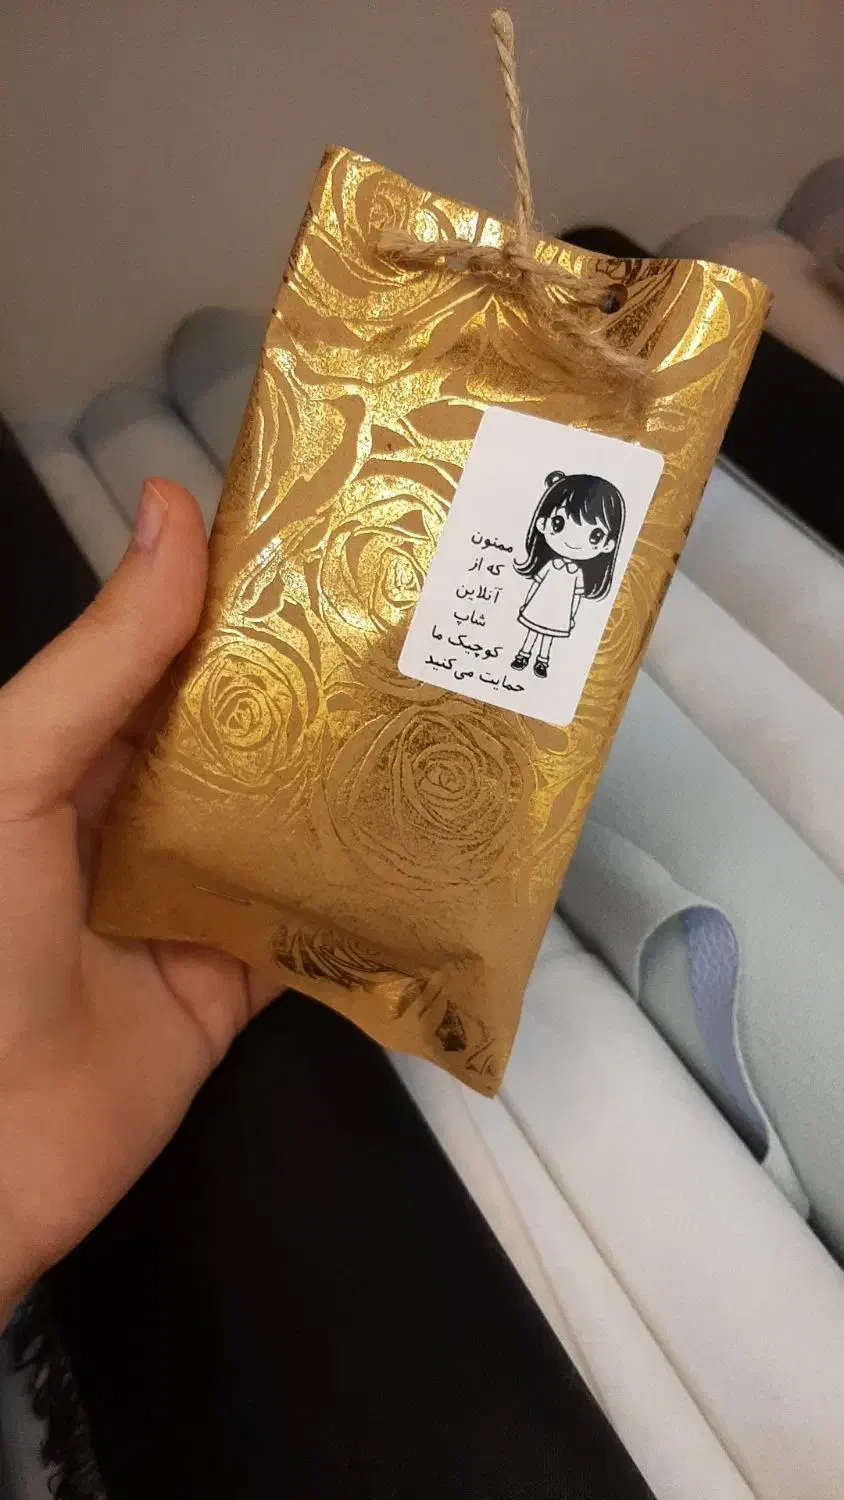 ممنون
که از
آنلاین
شاپ
کوچیک ما
حمایت می‌کنید